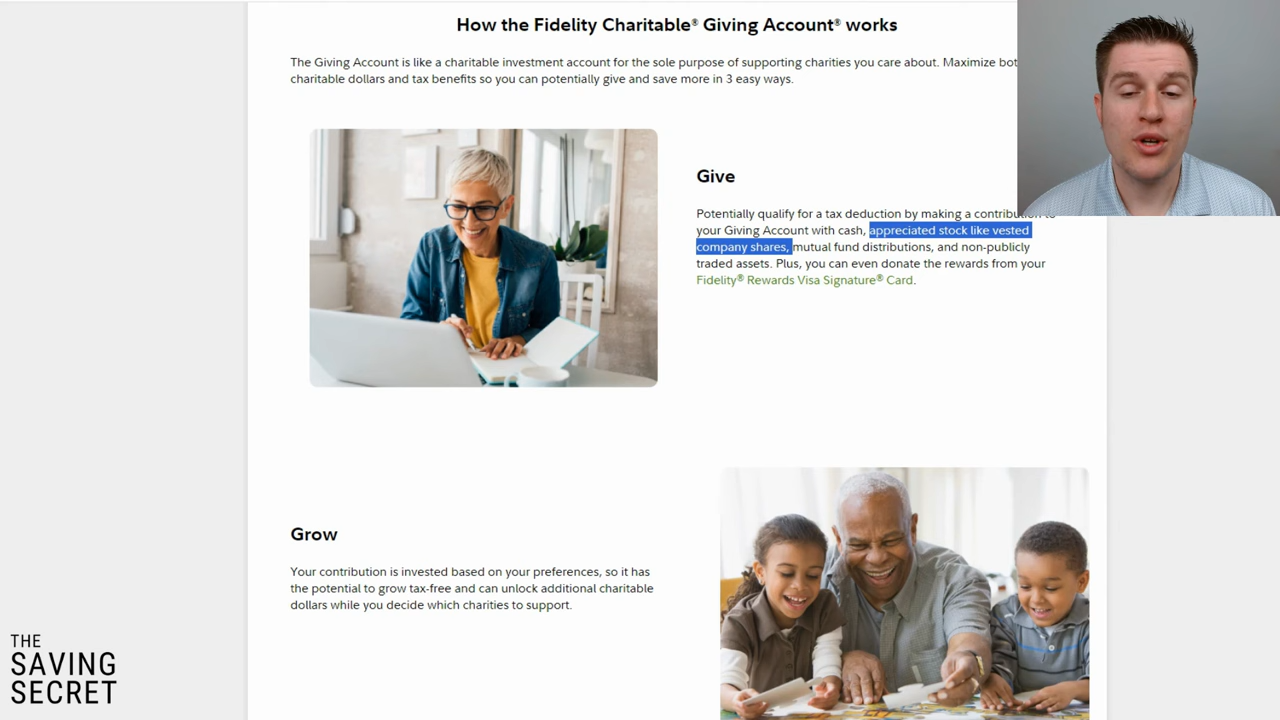 How the Fidelity Charitable® Giving Account® works
The Giving Account is like a charitable investment account for the sole purpose of supporting charities you care about. Maximize
charitable dollars and tax benefits so you can potentially give and save more in 3 easy ways.
Give
Potentially qualify for a tax deduction by making a
your Giving Account with cash, appreciated stock like vested
company shares, mutual fund distributions, and non-publicly
traded assets. Plus, you can even donate the rewards from your
Fidelity® Rewards Visa Signature® Card.
Grow
Your contribution is invested based on your preferences, so it has
the potential to grow tax-free and can unlock additional charitable
dollars while you decide which charities to support.
THE
SAVING
SECRET